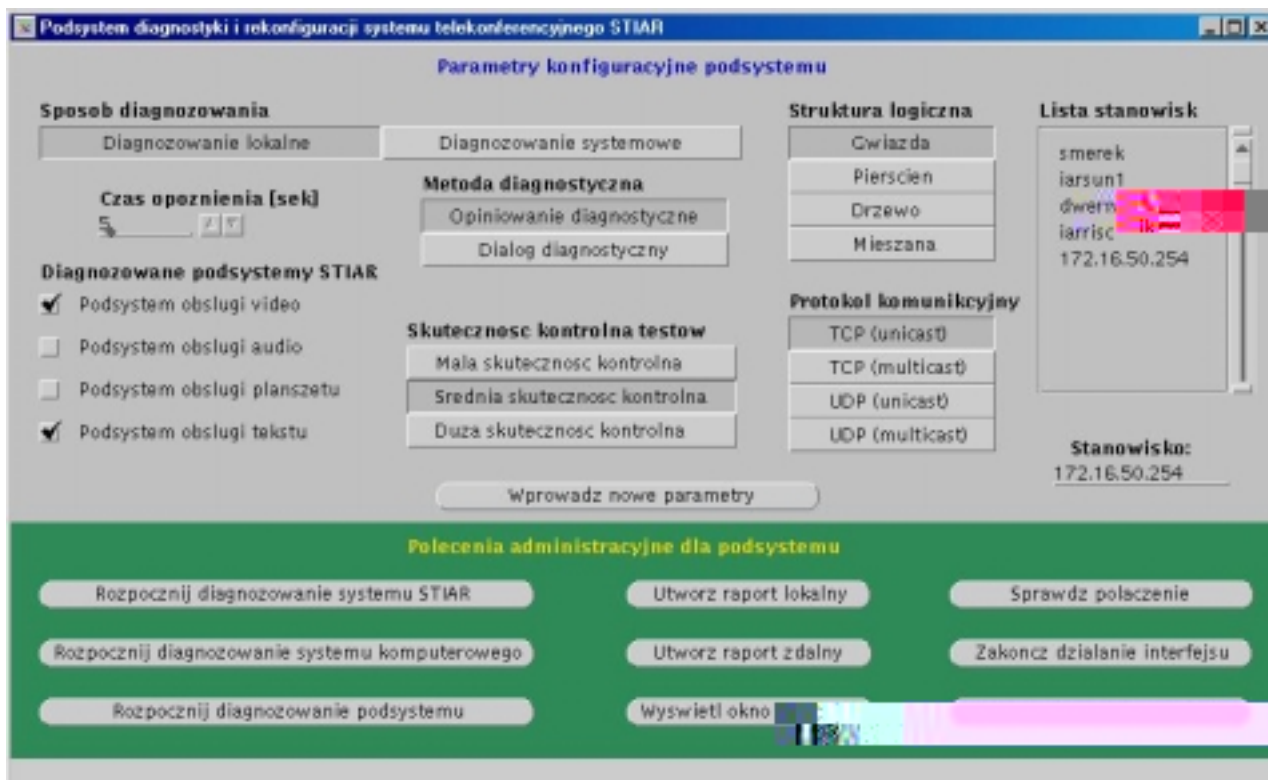 Podsystem diagnostyki i rekonfiguracji systemu telekonferencyjnego STIAR
Parametry konfiguracyjne podsystemu
Sposob diagnozowania
Diagnozowanie lokalne
Diagnozowanie systemowe
Czas opoznienia [sek]
5
Metoda diagnostyczna
Opiniowanie diagnostyczne
Dialog diagnostyczny
Diagnozowane podsystemy STIAR
Podsystem obslugi video
Podsystem obslugi audio
Podsystem obslugi planszetu
Podsystem obslugi tekstu
Skutecznosc kontrolna testow
Mala skutecznosc kontrolna
Srednia skutecznosc kontrolna
Duza skutecznosc kontrolna
Struktura logiczna
Gwiazda
Pierscien
Drzewo
Mieszana
Protokol komunikcyjny
TCP (unicast)
TCP (multicast)
UDP (unicast)
UDP (multicast)
Lista stanowisk
smerek
iarsun1
iarrisc
172.16.50.254
Stanowisko:
172.16.50.254
Wprowadz nowe parametry
Polecenia administracyjne dla podsystemu
Rozpocznij diagnozowanie systemu STIAR
Utworz raport lokalny
Sprawdz polaczenie
Rozpocznij diagnozowanie systemu komputerowego
Utworz raport zdalny
Zakoncz dzialanie interfejsu
Rozpocznij diagnozowanie podsystemu
Wyswietl okno